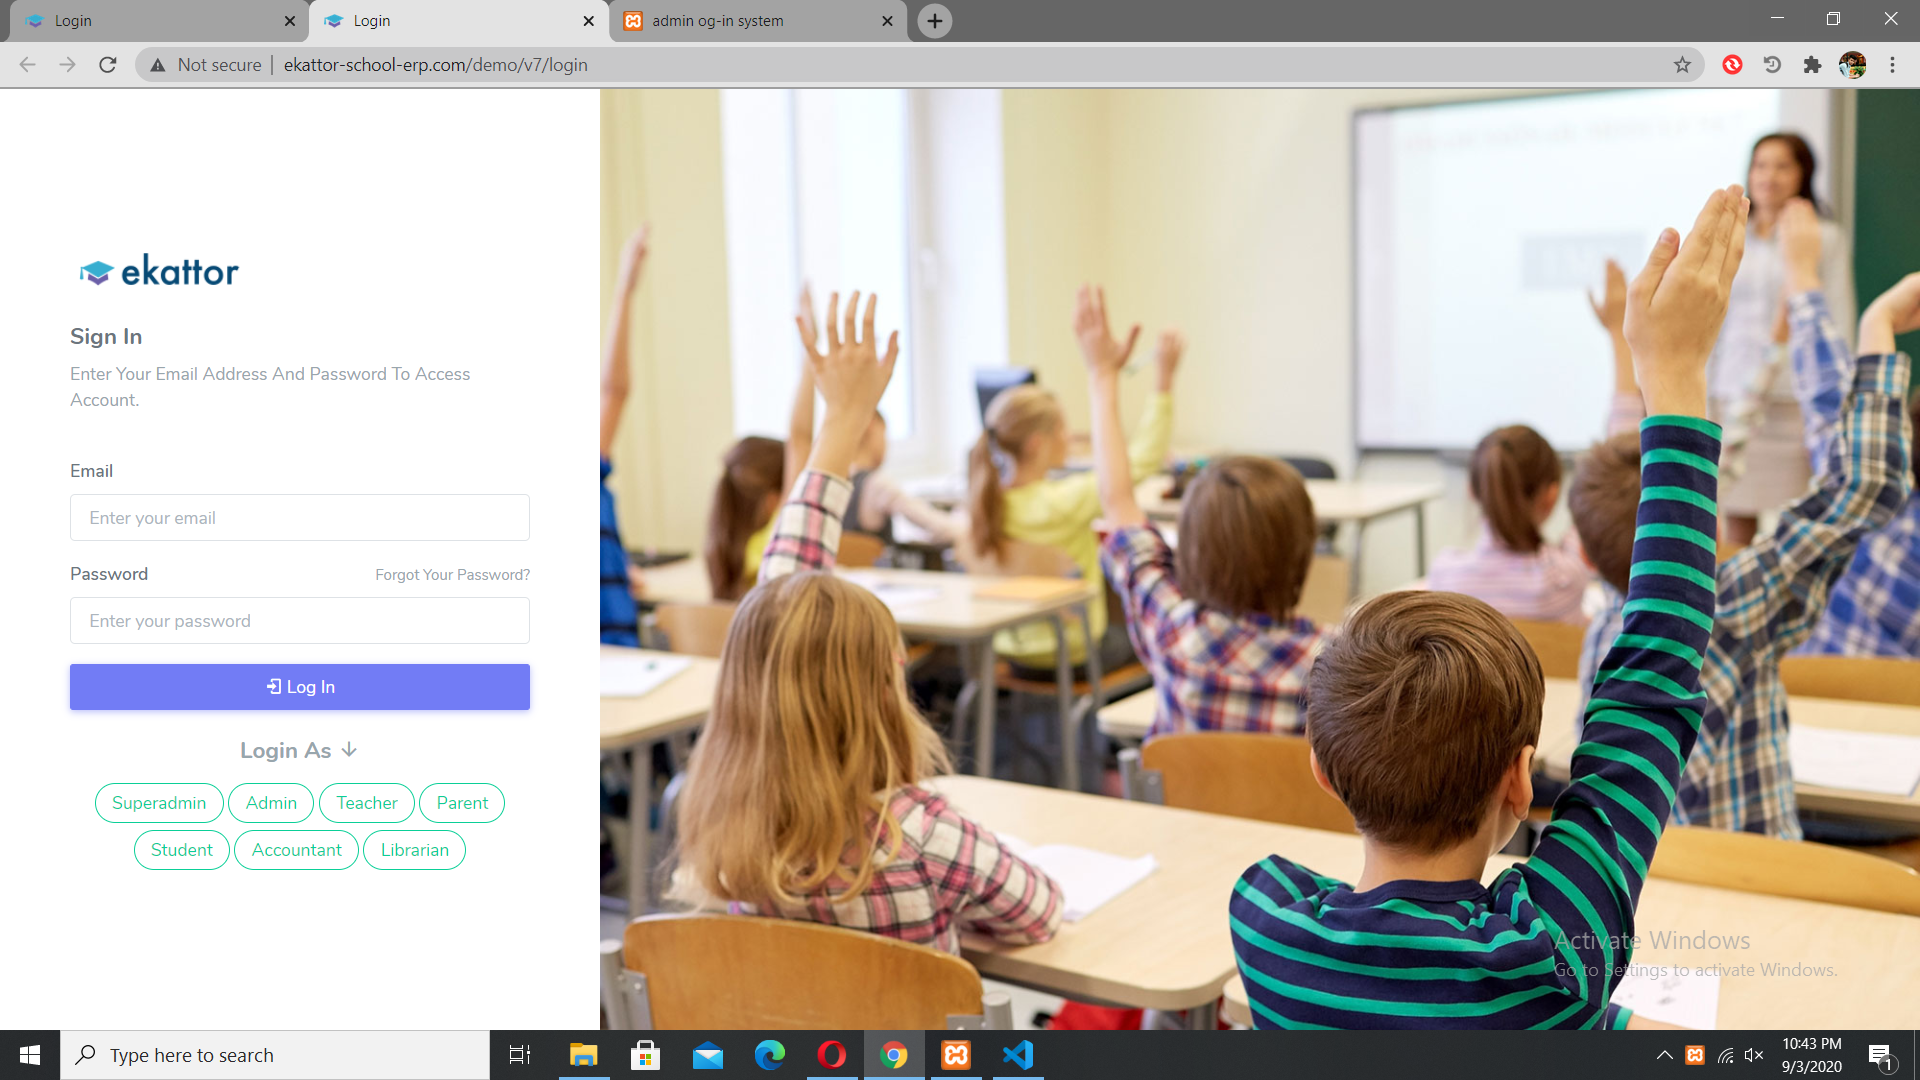 Login
Login
admin og-in system
Not secure
ekattor-school-erp.com/demo/v7/login
ekattor
Sign In
Enter Your Email Address And Password To Access
Account.
Email
Enter your email
Password
Forgot Your Password?
Enter your password
Log In
Login As
Superadmin
Admin
Teacher
Parent
Student
Accountant
Librarian
Activate Windows
Go to Settings to activate Windows.
Type here to search
10:43 PM
9/3/2020
1